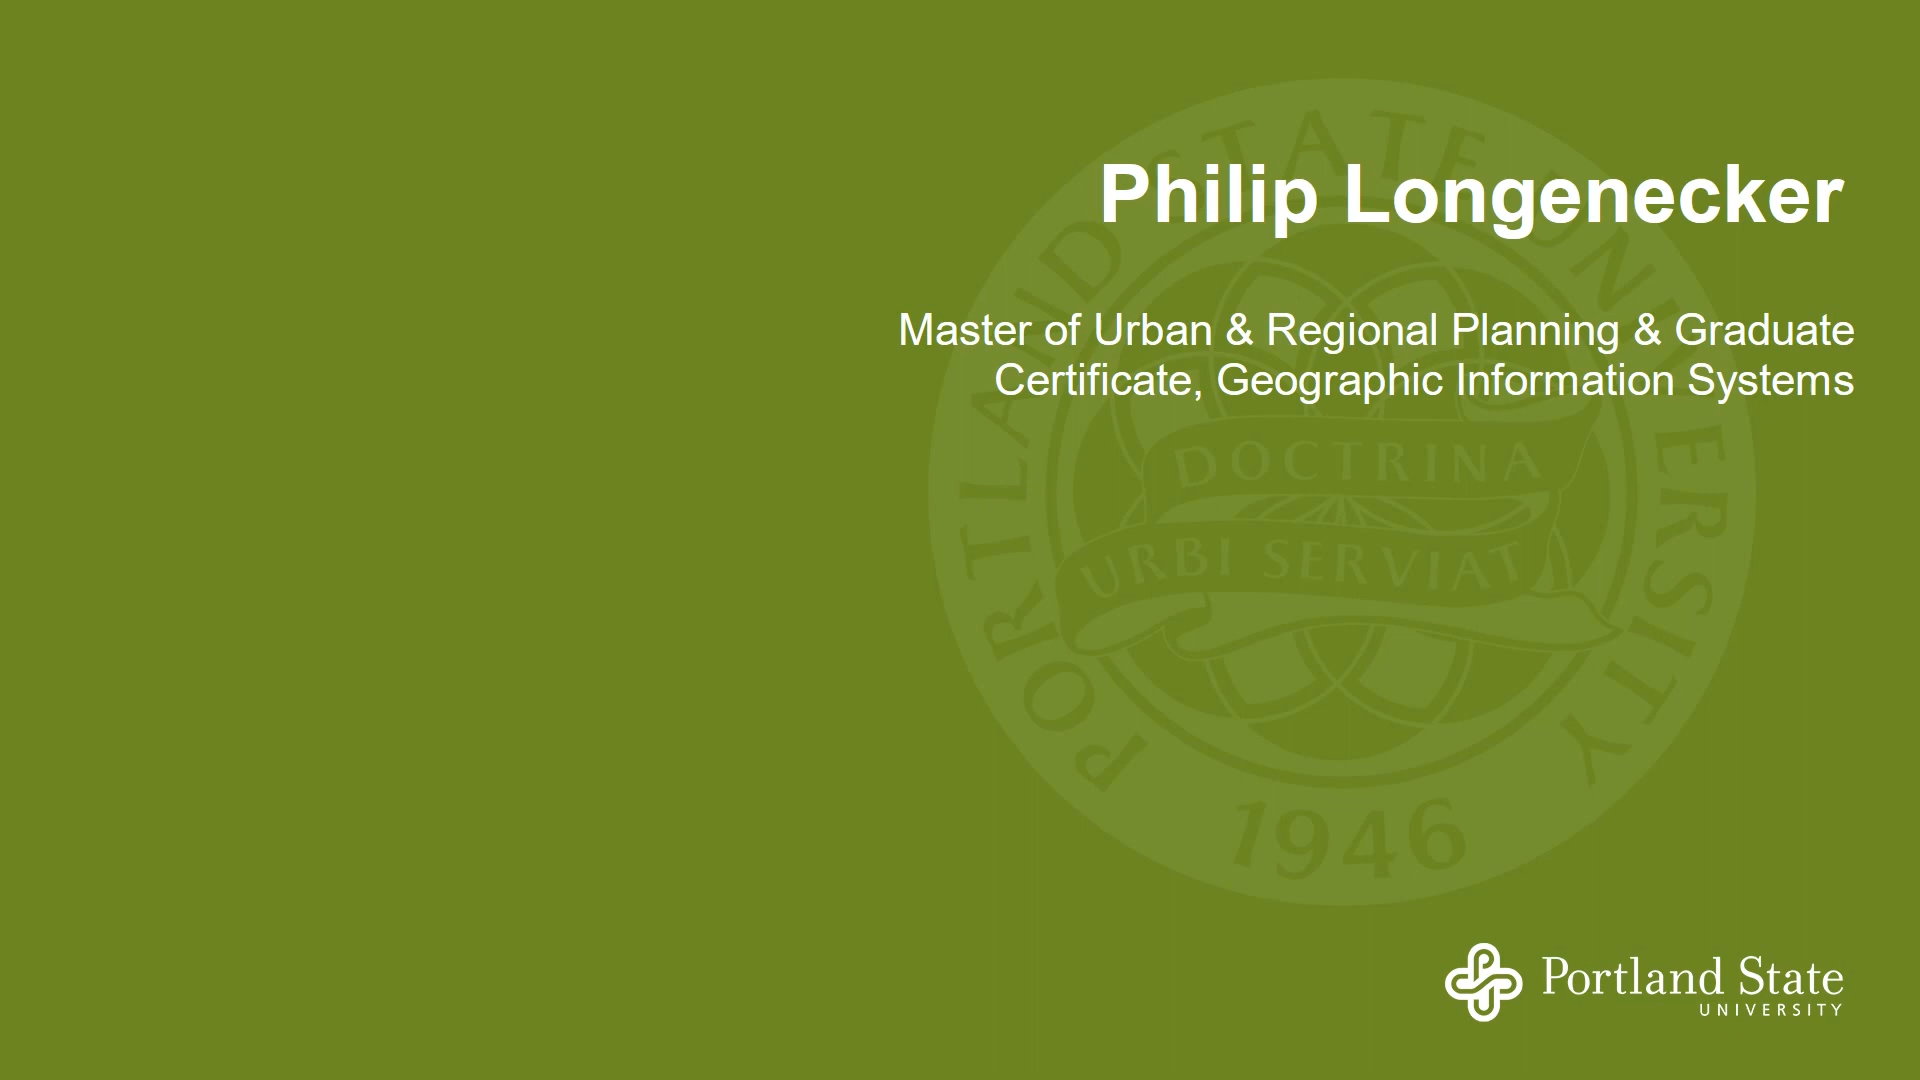 Philip Longenecker
Master of Urban & Regional Planning & Graduate
Certificate, Geographic Information Systems
PORTLAND STATE UNIVERSITY
DOCTRINA
URBI SERVIAT
1946
Portland State
UNIVERSITY